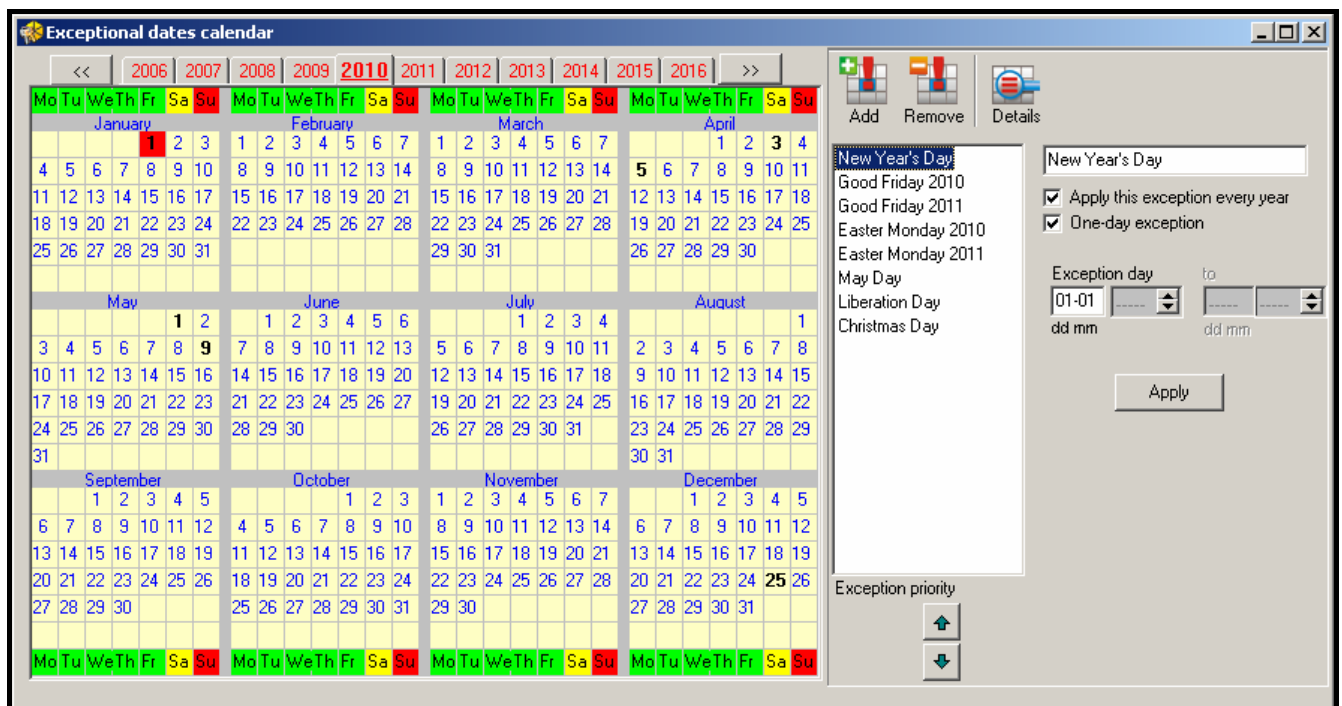 Exceptional dates calendar
<< 2006 2007 2008 2009 2010 2011 2012 2013 2014 2015 2016 >>
Mo Tu We Th Fr Sa Su Mo Tu We Th Fr Sa Su Mo Tu We Th Fr Sa Su Mo Tu We Th Fr Sa Su
January February March April
1 2 3 1 2 3 4 5 6 7 1 2 3 4 5 6 7 1 2 3 4
4 5 6 7 8 9 10 8 9 10 11 12 13 14 8 9 10 11 12 13 14 5 6 7 8 9 10 11
11 12 13 14 15 16 17 15 16 17 18 19 20 21 15 16 17 18 19 20 21 12 13 14 15 16 17 18
18 19 20 21 22 23 24 22 23 24 25 26 27 28 22 23 24 25 26 27 28 19 20 21 22 23 24 25
25 26 27 28 29 30 31 29 30 31 26 27 28 29 30
May June July August
1 2 1 2 3 4 5 6 1 2 3 4 1
3 4 5 6 7 8 9 7 8 9 10 11 12 13 5 6 7 8 9 10 11 2 3 4 5 6 7 8
10 11 12 13 14 15 16 14 15 16 17 18 19 20 12 13 14 15 16 17 18 9 10 11 12 13 14 15
17 18 19 20 21 22 23 21 22 23 24 25 26 27 19 20 21 22 23 24 25 16 17 18 19 20 21 22
24 25 26 27 28 29 30 28 29 30 26 27 28 29 30 31 23 24 25 26 27 28 29
31 30 31
September October November December
1 2 3 4 5 1 2 3 1 2 3 4 5 6 7 1 2 3 4 5
6 7 8 9 10 11 12 4 5 6 7 8 9 10 8 9 10 11 12 13 14 6 7 8 9 10 11 12
13 14 15 16 17 18 19 11 12 13 14 15 16 17 15 16 17 18 19 20 21 13 14 15 16 17 18 19
20 21 22 23 24 25 26 18 19 20 21 22 23 24 22 23 24 25 26 27 28 20 21 22 23 24 25 26
27 28 29 30 25 26 27 28 29 30 31 29 30 27 28 29 30 31
Mo Tu We Th Fr Sa Su Mo Tu We Th Fr Sa Su Mo Tu We Th Fr Sa Su Mo Tu We Th Fr Sa Su
Add Remove Details
New Year's Day
Good Friday 2010
Good Friday 2011
Easter Monday 2010
Easter Monday 2011
May Day
Liberation Day
Christmas Day
Exception priority
New Year's Day
Apply this exception every year
One-day exception
Exception day to
01-01 ----- ----- -----
dd mm dd mm
Apply